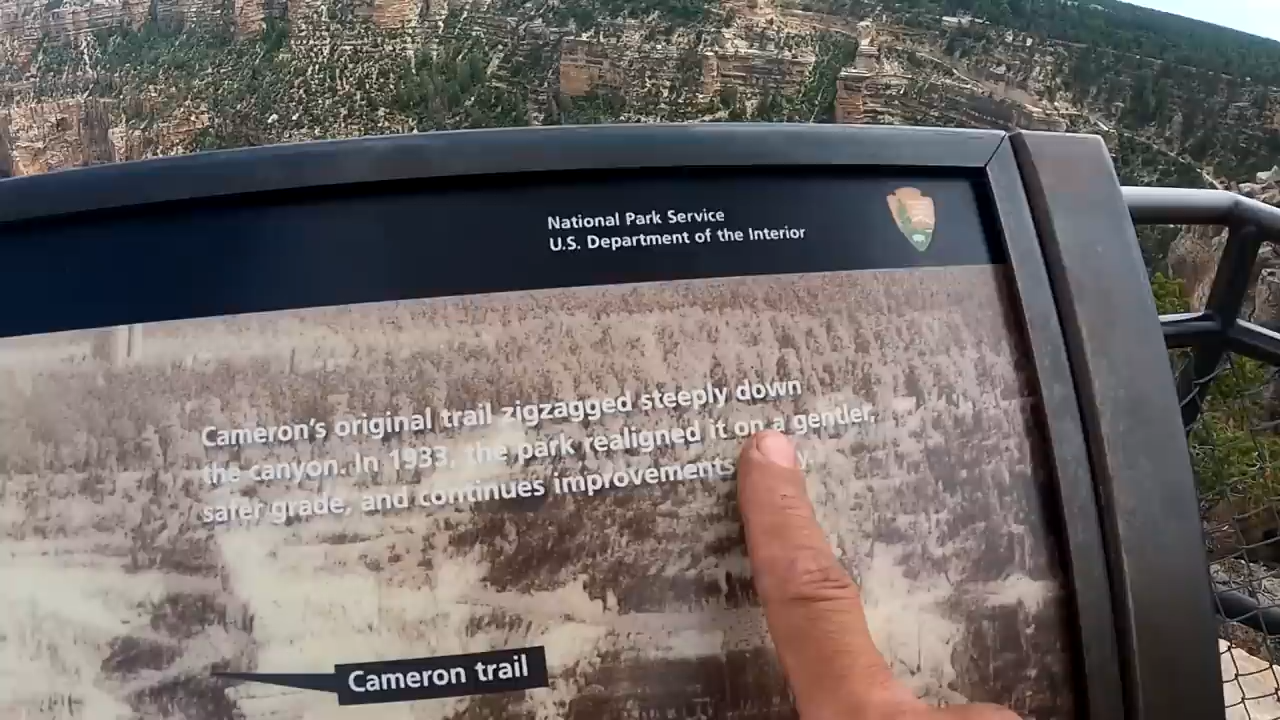 National Park Service
U.S. Department of the Interior
Cameron's original trail zigzagged steeply down
the canyon. In 1933, the park realigned it on a gentler,
safer grade, and continues improvements
Cameron trail